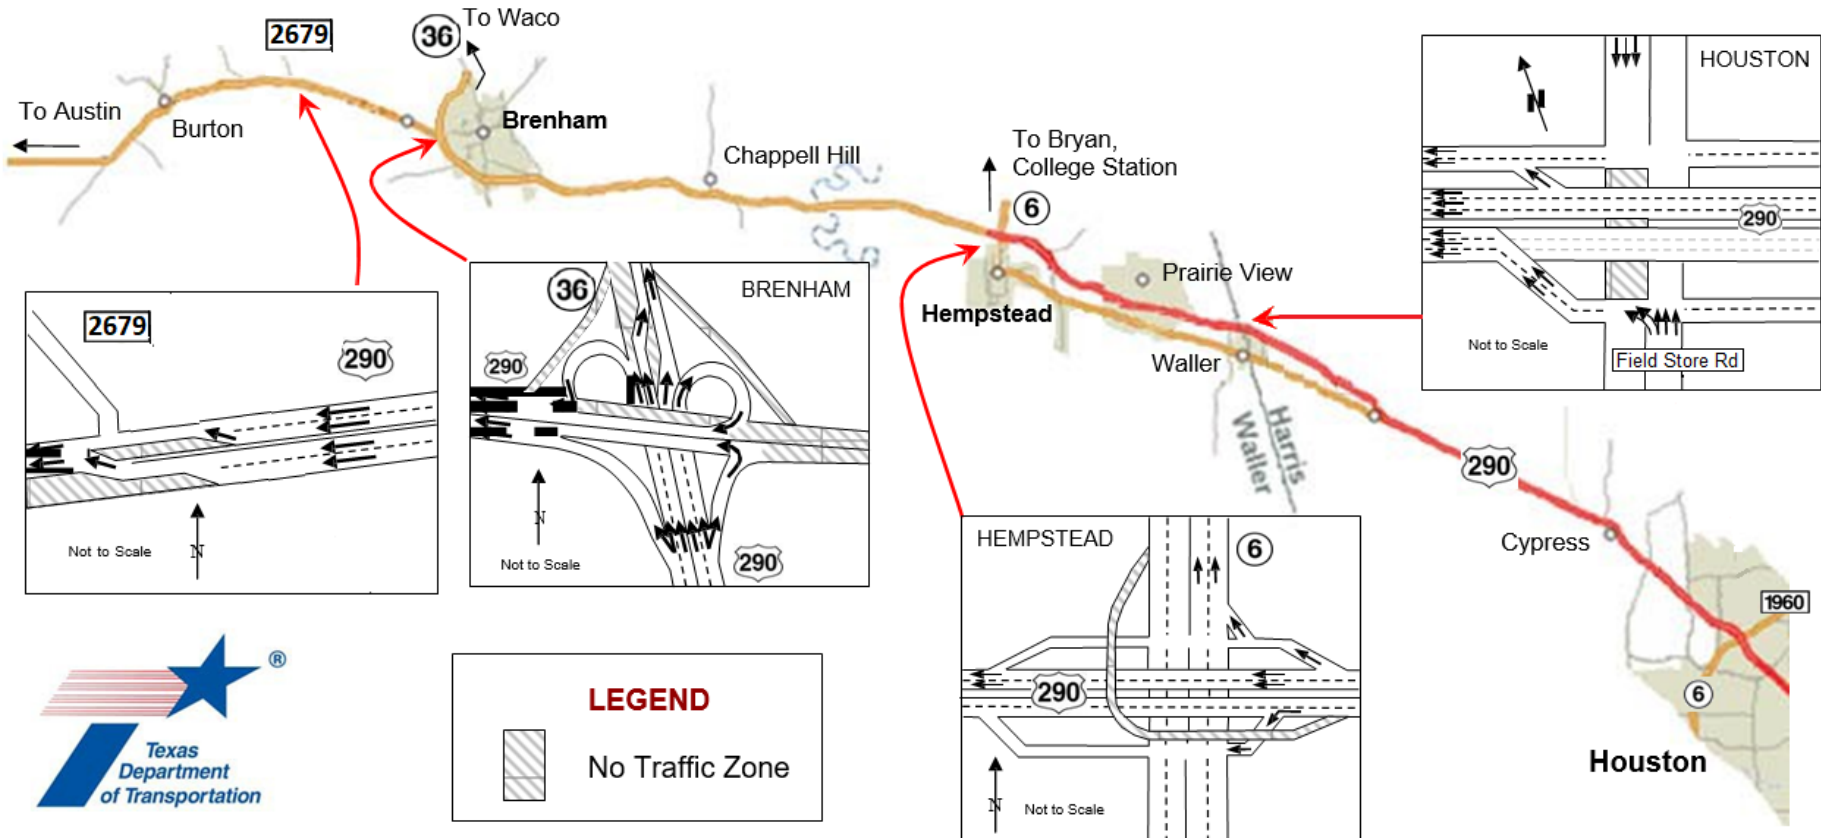 2679
36
To Waco
To Austin
Burton
Brenham
Chappell Hill
To Bryan,
College Station
6
Hempstead
Prairie View
Waller
Harris
Waller
290
Cypress
1960
6
Houston
HOUSTON
N
290
Not to Scale
Field Store Rd
2679
290
Not to Scale
N
36
BRENHAM
290
N
Not to Scale
290
HEMPSTEAD
6
290
N
Not to Scale
®
Texas
Department
of Transportation
LEGEND
No Traffic Zone